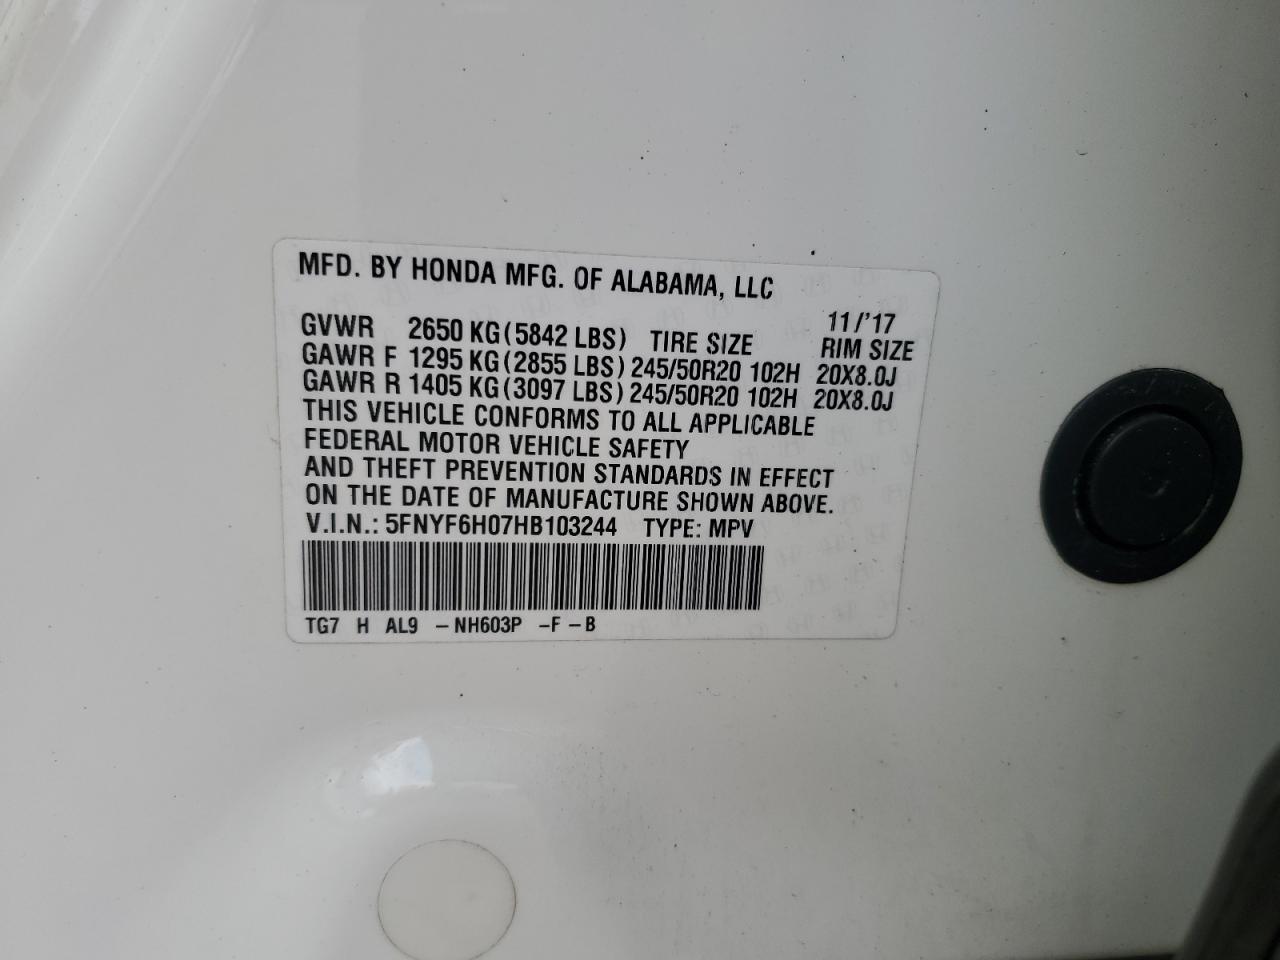 MFD. BY HONDA MFG. OF ALABAMA, LLC
11/'17
GVWR 2650 KG (5842 LBS) TIRE SIZE RIM SIZE
GAWR F 1295 KG (2855 LBS) 245/50R20 102H 20X8.0J
GAWR R 1405 KG (3097 LBS) 245/50R20 102H 20X8.0J
THIS VEHICLE CONFORMS TO ALL APPLICABLE
FEDERAL MOTOR VEHICLE SAFETY
AND THEFT PREVENTION STANDARDS IN EFFECT
ON THE DATE OF MANUFACTURE SHOWN ABOVE.
V.I.N.: 5FNYF6H07HB103244 TYPE: MPV
TG7 H AL9 -NH603P -F-B